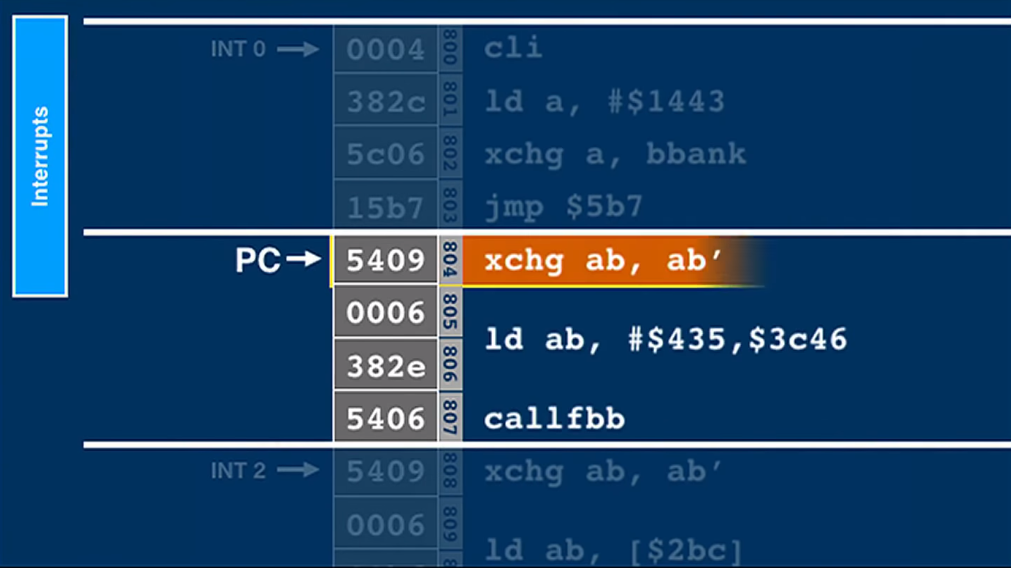 Interrupts
INT 0 0004 800 cli
382c 801 ld a, #$1443
5c06 802 xchg a, bbank
15b7 803 jmp $5b7
PC 5409 804 xchg ab, ab’
0006 805
ld ab, #$435,$3c46
382e 806
5406 807 callfbb
INT 2 5409 808 xchg ab, ab’
0006 809
ld ab, [$2bc]